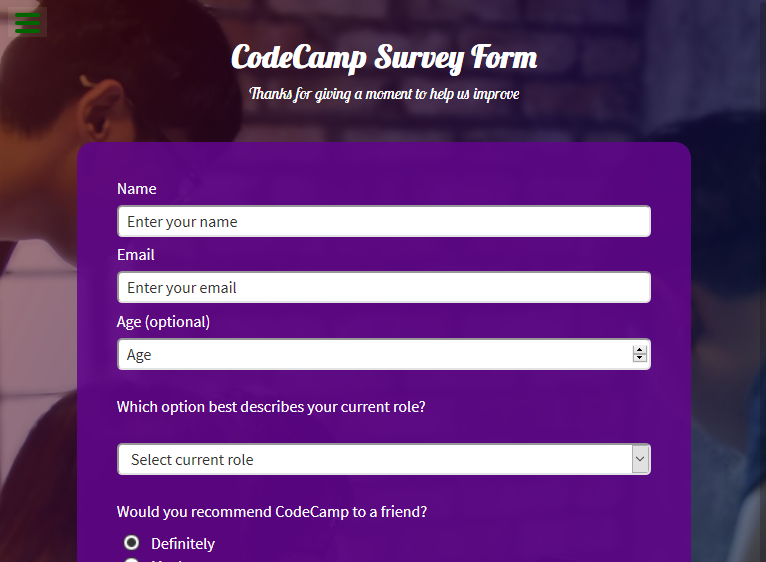 CodeCamp Survey Form
Thanks for giving a moment to help us improve
Name
Enter your name
Email
Enter your email
Age (optional)
Age
Which option best describes your current role?
Select current role
Would you recommend CodeCamp to a friend?
Definitely